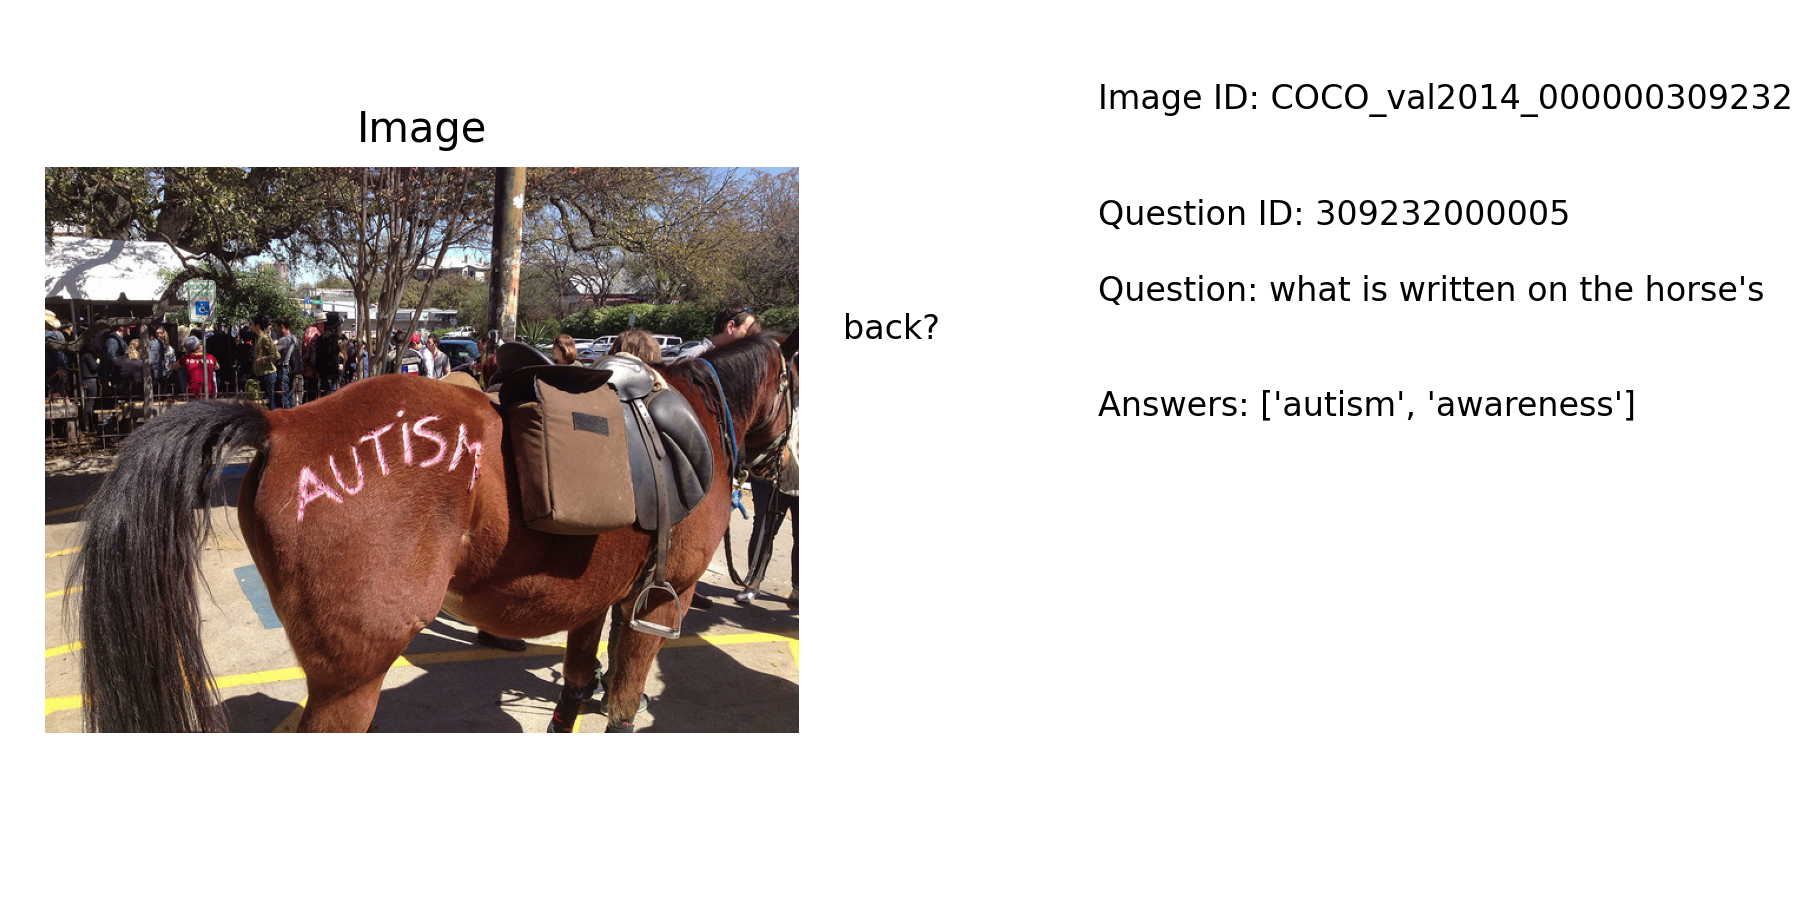 Image
AUTiSM
Image ID: COCO_val2014_000000309232
Question ID: 309232000005
Question: what is written on the horse's
back?
Answers: ['autism', 'awareness']